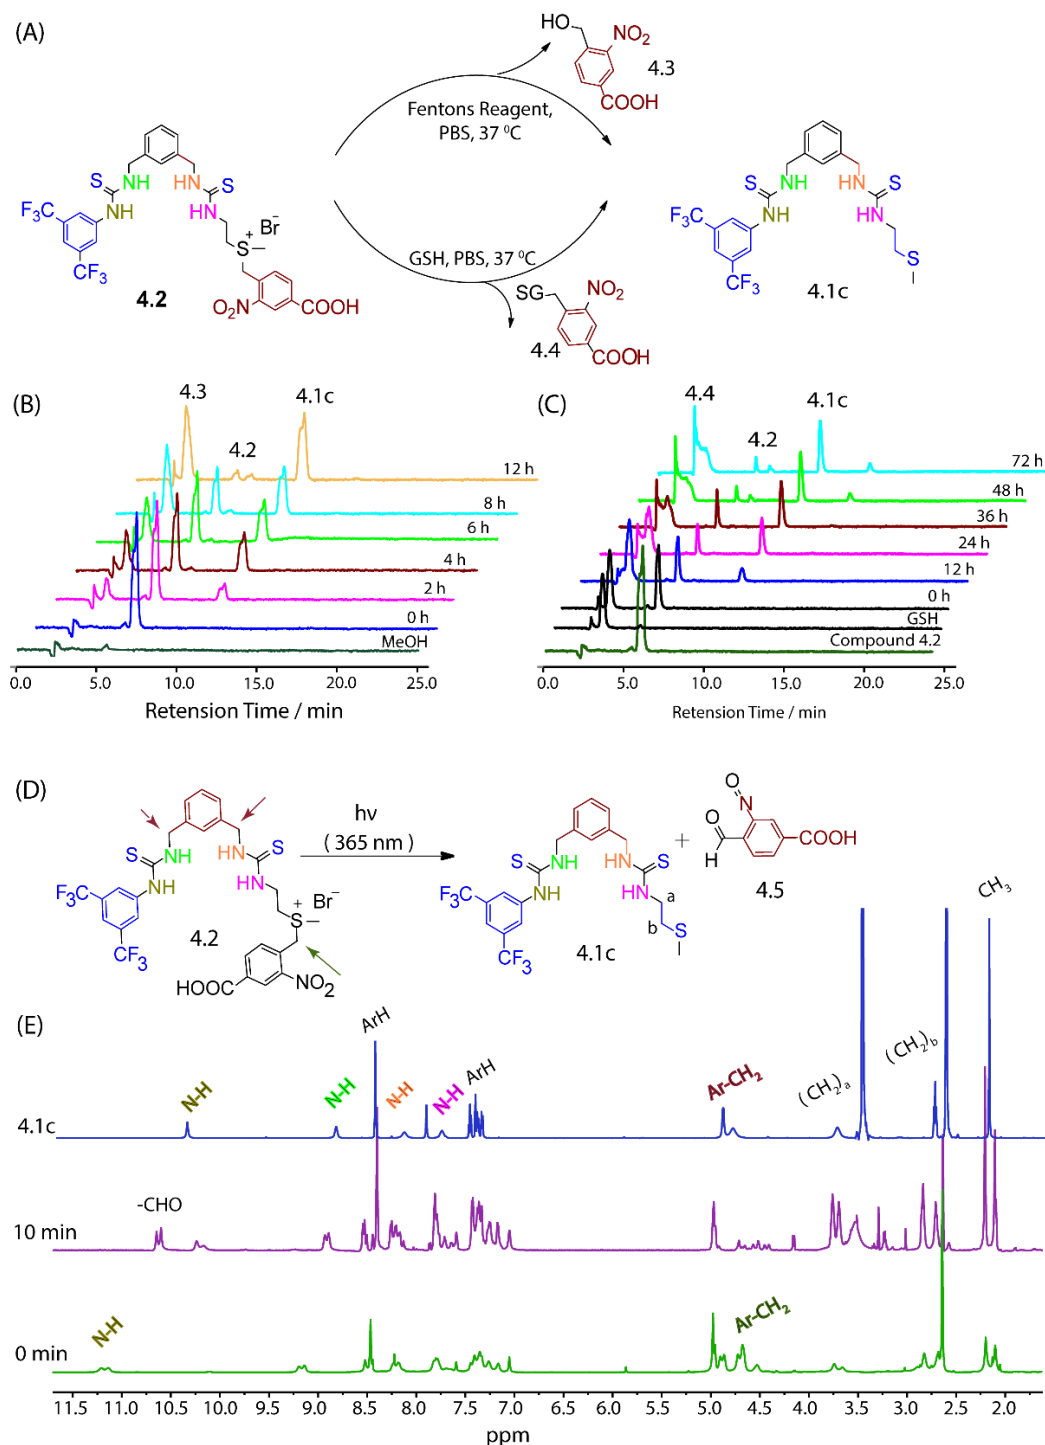 (A)
HO
NO₂
4.3
COOH
Fentons Reagent,
PBS, 37 ⁰C
S
NH
HN
S
NH
HN
F₃C
CF₃
Br⁻
S⁺
O₂N
COOH
4.2
GSH, PBS, 37 ⁰C
SG
NO₂
4.4
COOH
S
NH
HN
S
NH
HN
F₃C
CF₃
S
4.1c
(B)
4.3
4.2
4.1c
12 h
8 h
6 h
4 h
2 h
0 h
MeOH
0.0 5.0 10.0 15.0 20.0 25.0
Retension Time / min
(C)
4.4
4.2
4.1c
72 h
48 h
36 h
24 h
12 h
0 h
GSH
Compound 4.2
0.0 5.0 10.0 15.0 20.0 25.0
Retension Time / min
(D)
S
NH
HN
S
NH
HN
F₃C
CF₃
Br⁻
S⁺
4.2
HOOC
NO₂
hν
( 365 nm )
S
NH
HN
S
NH
HN
a
b
S
F₃C
CF₃
4.1c
+
O
N
O
H
COOH
4.5
(E)
N-H
N-H
ArH
N-H
N-H
ArH
Ar-CH₂
(CH₂)ₐ
(CH₂)b
CH₃
4.1c
-CHO
10 min
N-H
Ar-CH₂
0 min
11.5 11.0 10.5 10.0 9.5 9.0 8.5 8.0 7.5 7.0 6.5 6.0 5.5 5.0 4.5 4.0 3.5 3.0 2.5 2.0
ppm